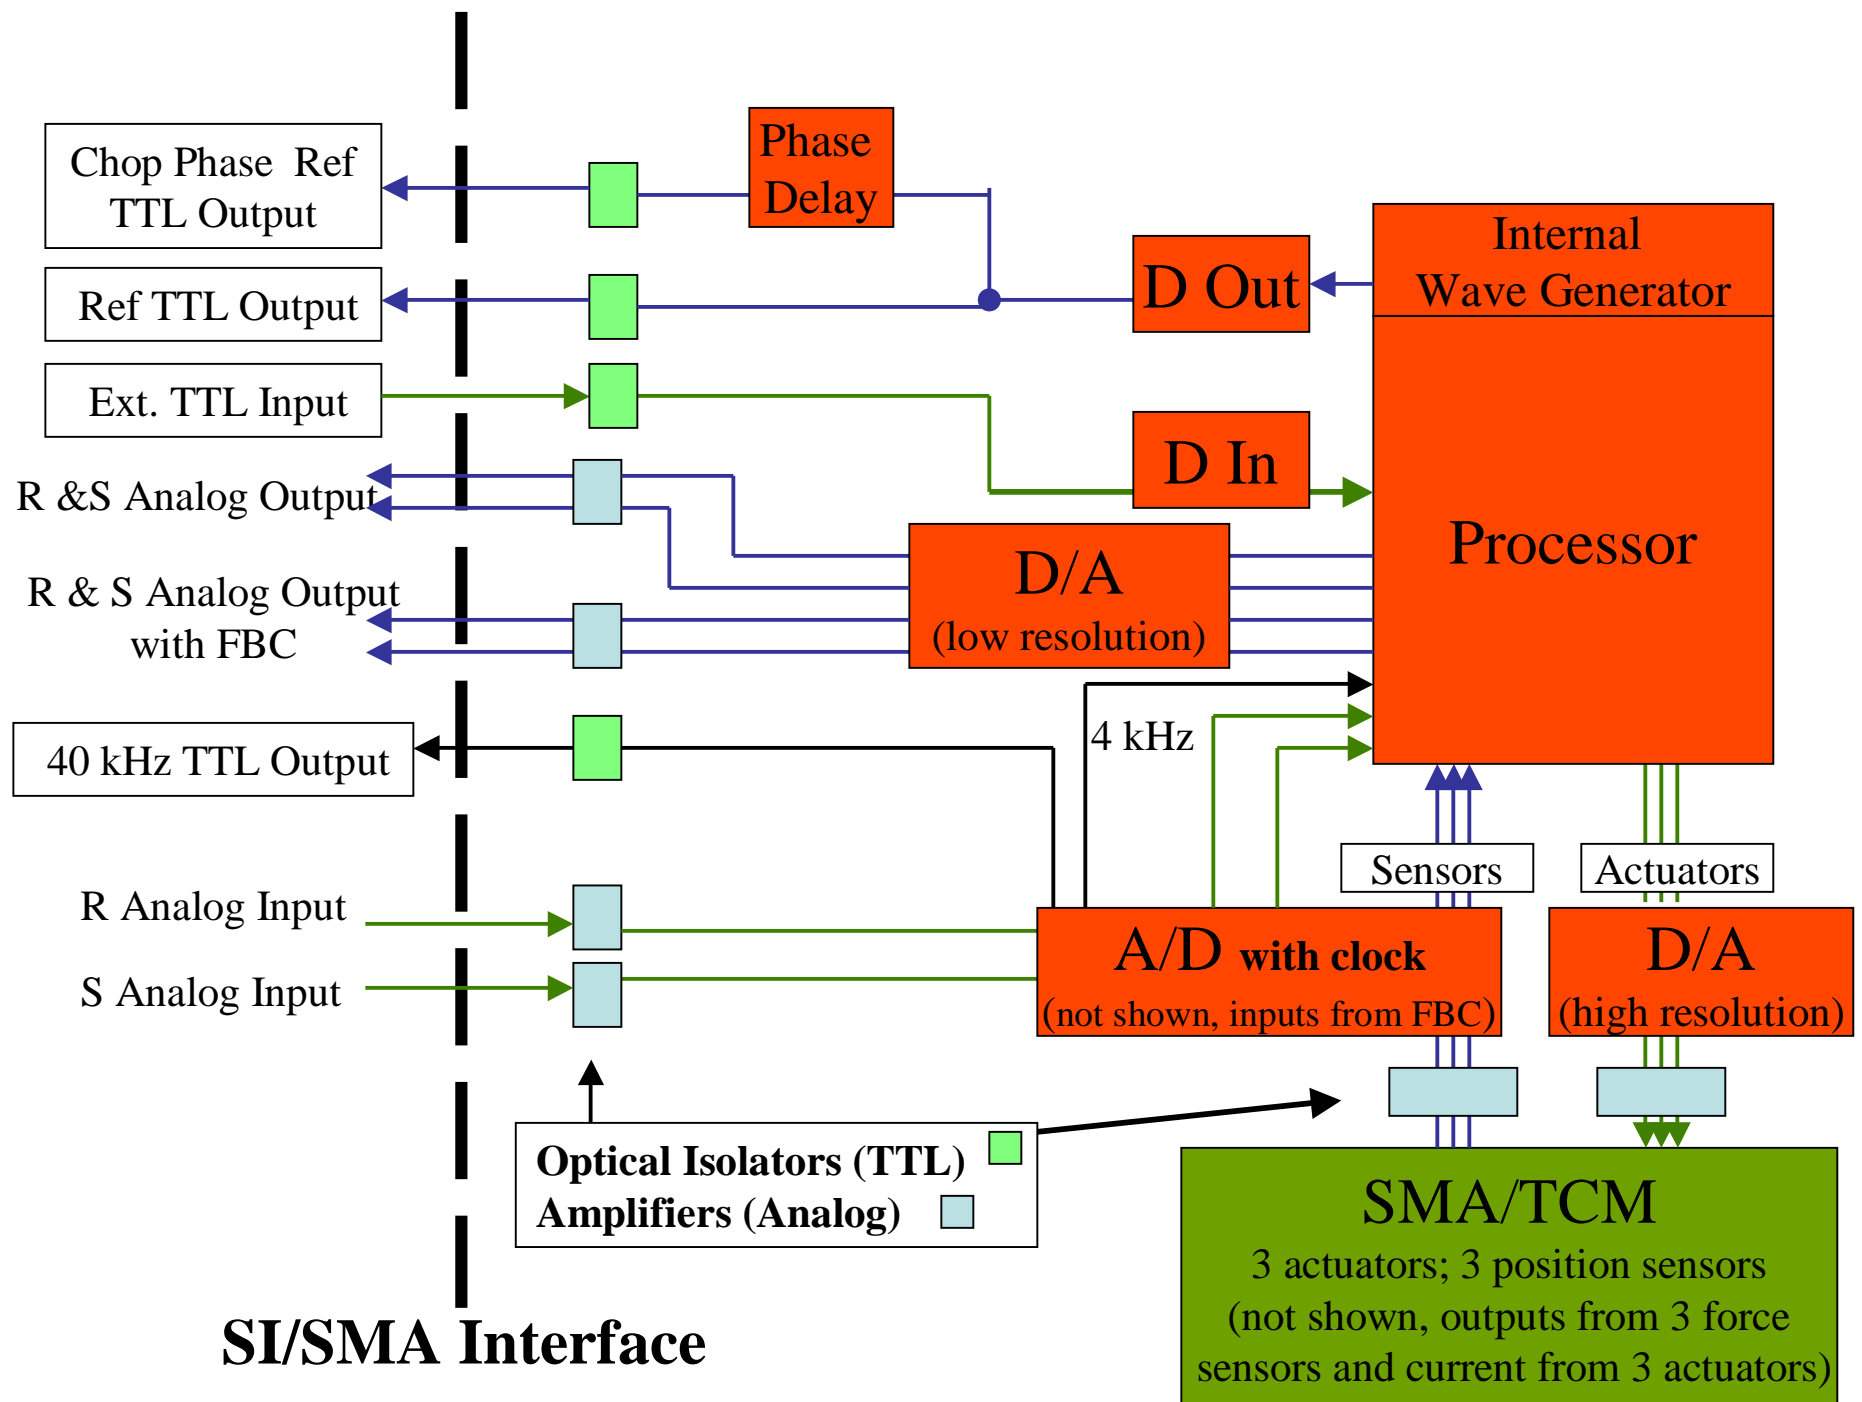 Chop Phase Ref
TTL Output
Phase
Delay
Internal
Wave Generator
D Out
Ref TTL Output
Ext. TTL Input
D In
R &S Analog Output
Processor
D/A
(low resolution)
R & S Analog Output
with FBC
4 kHz
40 kHz TTL Output
Sensors
Actuators
R Analog Input
S Analog Input
A/D with clock
(not shown, inputs from FBC)
D/A
(high resolution)
Optical Isolators (TTL)
Amplifiers (Analog)
SMA/TCM
3 actuators; 3 position sensors
(not shown, outputs from 3 force
sensors and current from 3 actuators)
SI/SMA Interface